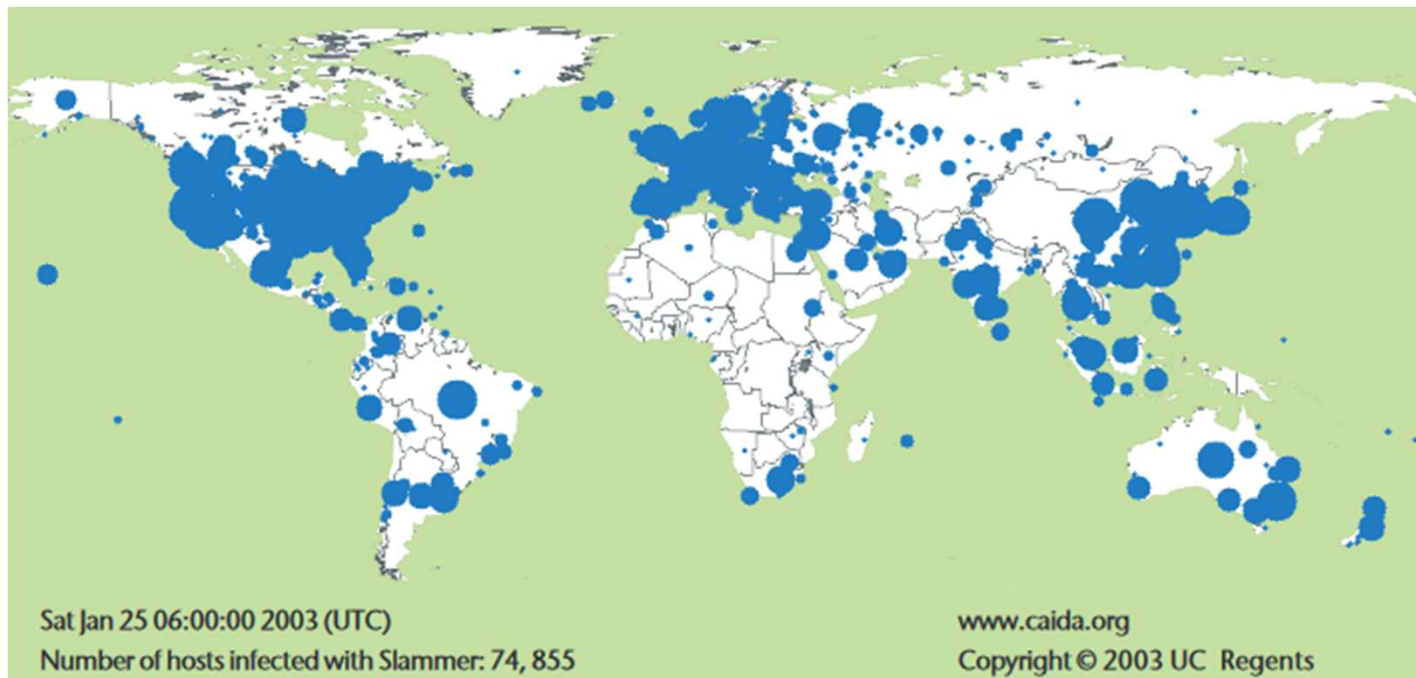 Sat Jan 25 06:00:00 2003 (UTC)
Number of hosts infected with Slammer: 74, 855
www.caida.org
Copyright © 2003 UC Regents